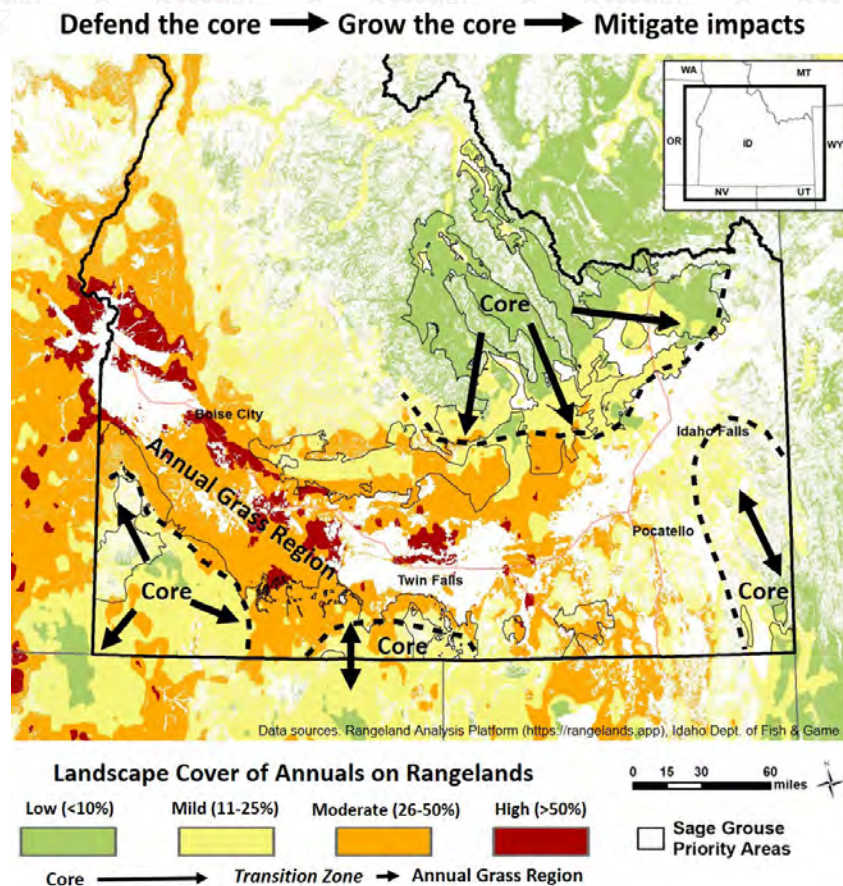 Defend the core → Grow the core → Mitigate impacts
WA
MT
OR
ID
WY
NV
UT
Core
Boise City
Annual Grass Region
Idaho Falls
Pocatello
Twin Falls
Core
Core
Core
Data sources: Rangeland Analysis Platform (https://rangelands.app), Idaho Dept. of Fish & Game
Landscape Cover of Annuals on Rangelands
0 15 30 60
miles
N
Low (<10%) Mild (11-25%) Moderate (26-50%) High (>50%)
Sage Grouse
Priority Areas
Core → Transition Zone → Annual Grass Region